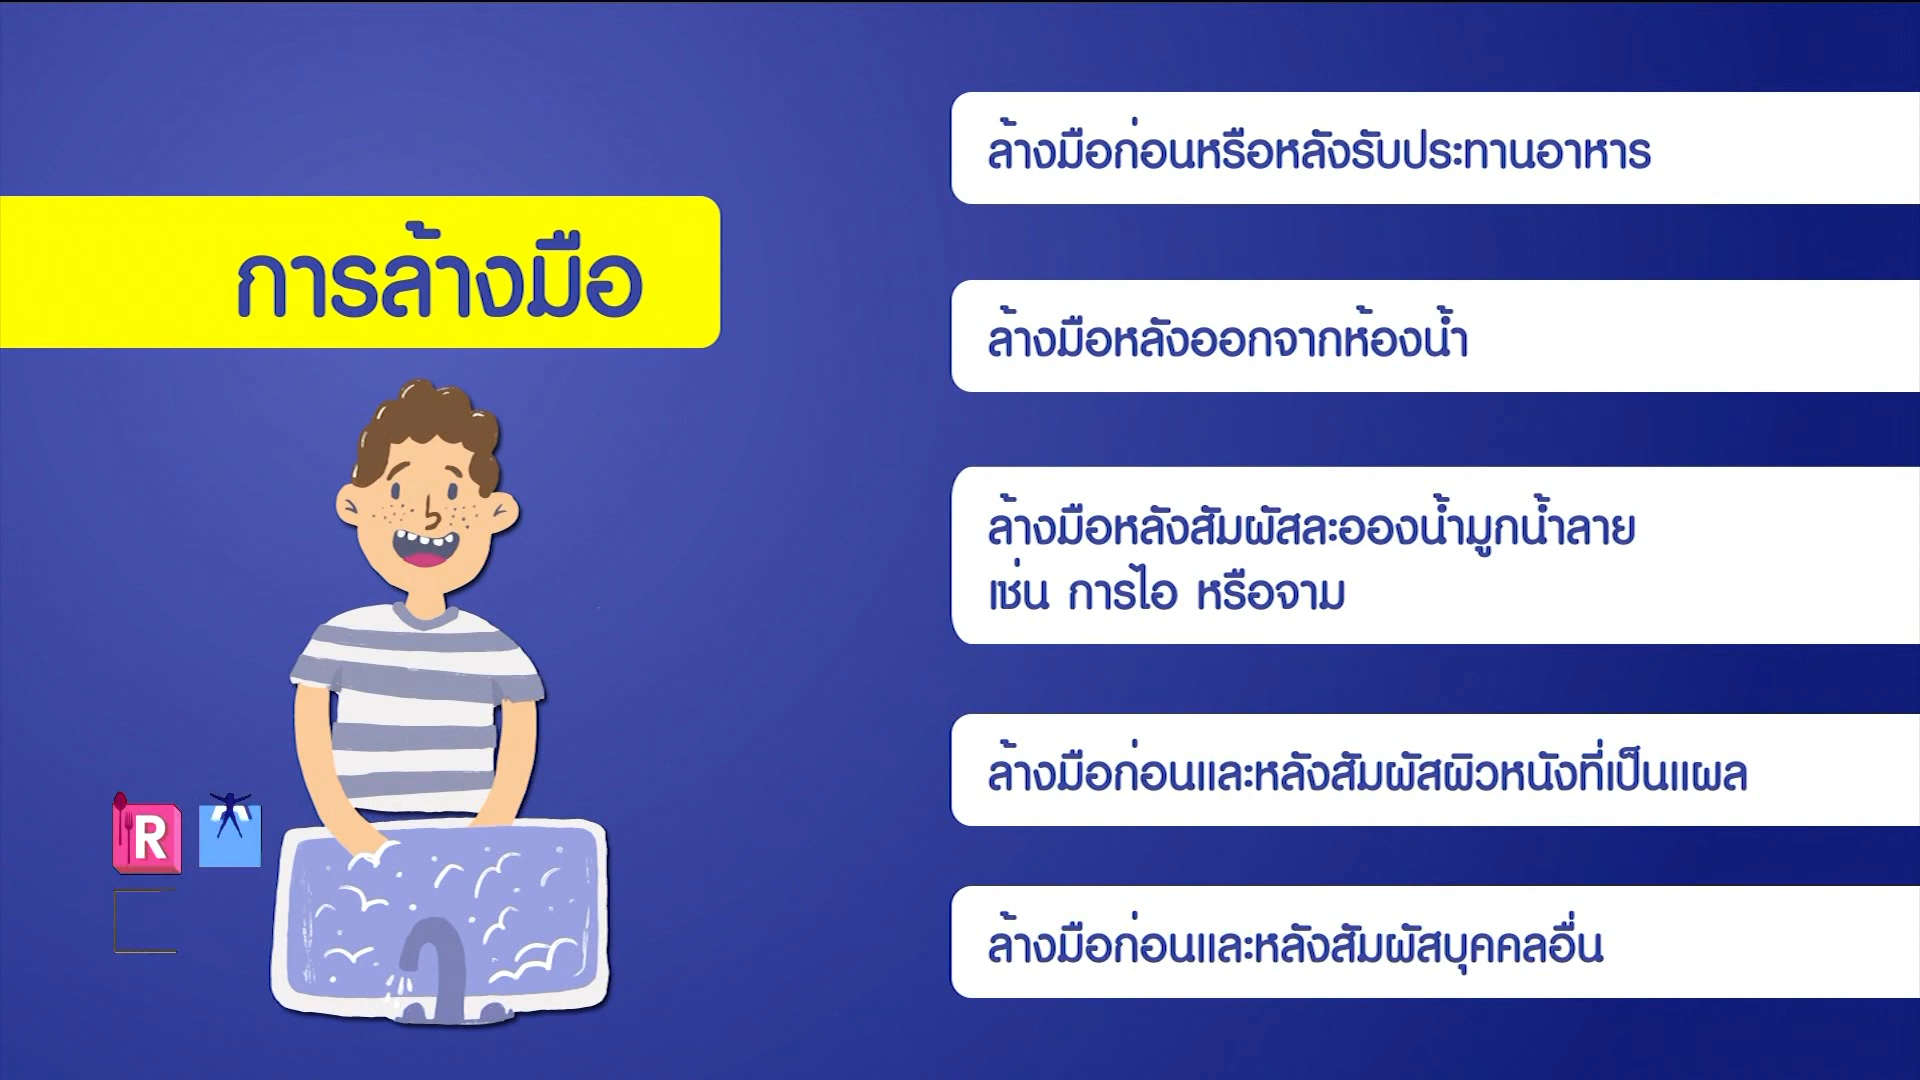 การล้างมือ
ล้างมือก่อนหรือหลังรับประทานอาหาร
ล้างมือหลังออกจากห้องน้ำ
ล้างมือหลังสัมผัสละอองน้ำมูกน้ำลาย
เช่น การไอ หรือจาม
ล้างมือก่อนและหลังสัมผัสผิวหนังที่เป็นแผล
ล้างมือก่อนและหลังสัมผัสบุคคลอื่น
R